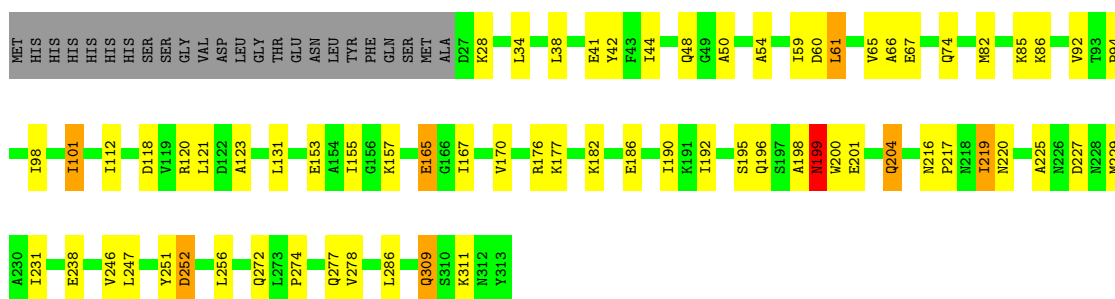 MET HIS HIS HIS HIS HIS HIS SER SER GLY VAL ASP LEU GLY THR GLU ASN LEU TYR PHE GLN SER MET ALA D27 K28 L34 L38 E41 Y42 F43 I44 Q48 G49 A50 A54 I59 D60 L61 V65 A66 E67 Q74 M82 K85 K86 V92 T93 P94
I98 I101 I112 D118 V119 R120 L121 D122 A123 L131 E153 A154 I155 G156 K157 E165 G166 I167 V170 R176 K177 K182 E186 I190 K191 I192 S195 Q196 S197 A198 N199 W200 E201 Q204 N216 P217 N218 I219 N220 A225 N226 D227 N228 M229
A230 I231 E238 V246 L247 Y251 D252 L256 Q272 L273 P274 Q277 V278 L286 Q309 S310 K311 N312 Y313